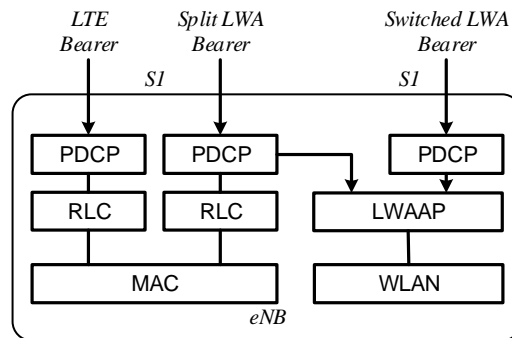 LTE Bearer
Split LWA Bearer
Switched LWA Bearer
S1
S1
PDCP
PDCP
PDCP
RLC
RLC
LWAAP
MAC
WLAN
eNB